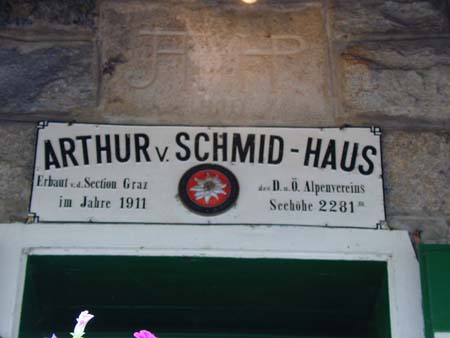 ARTHUR v. SCHMID-HAUS
Erbaut v. d. Section Graz
des D. u. Ö. Alpenvereins
im Jahre 1911
Seehöhe 2281 m.